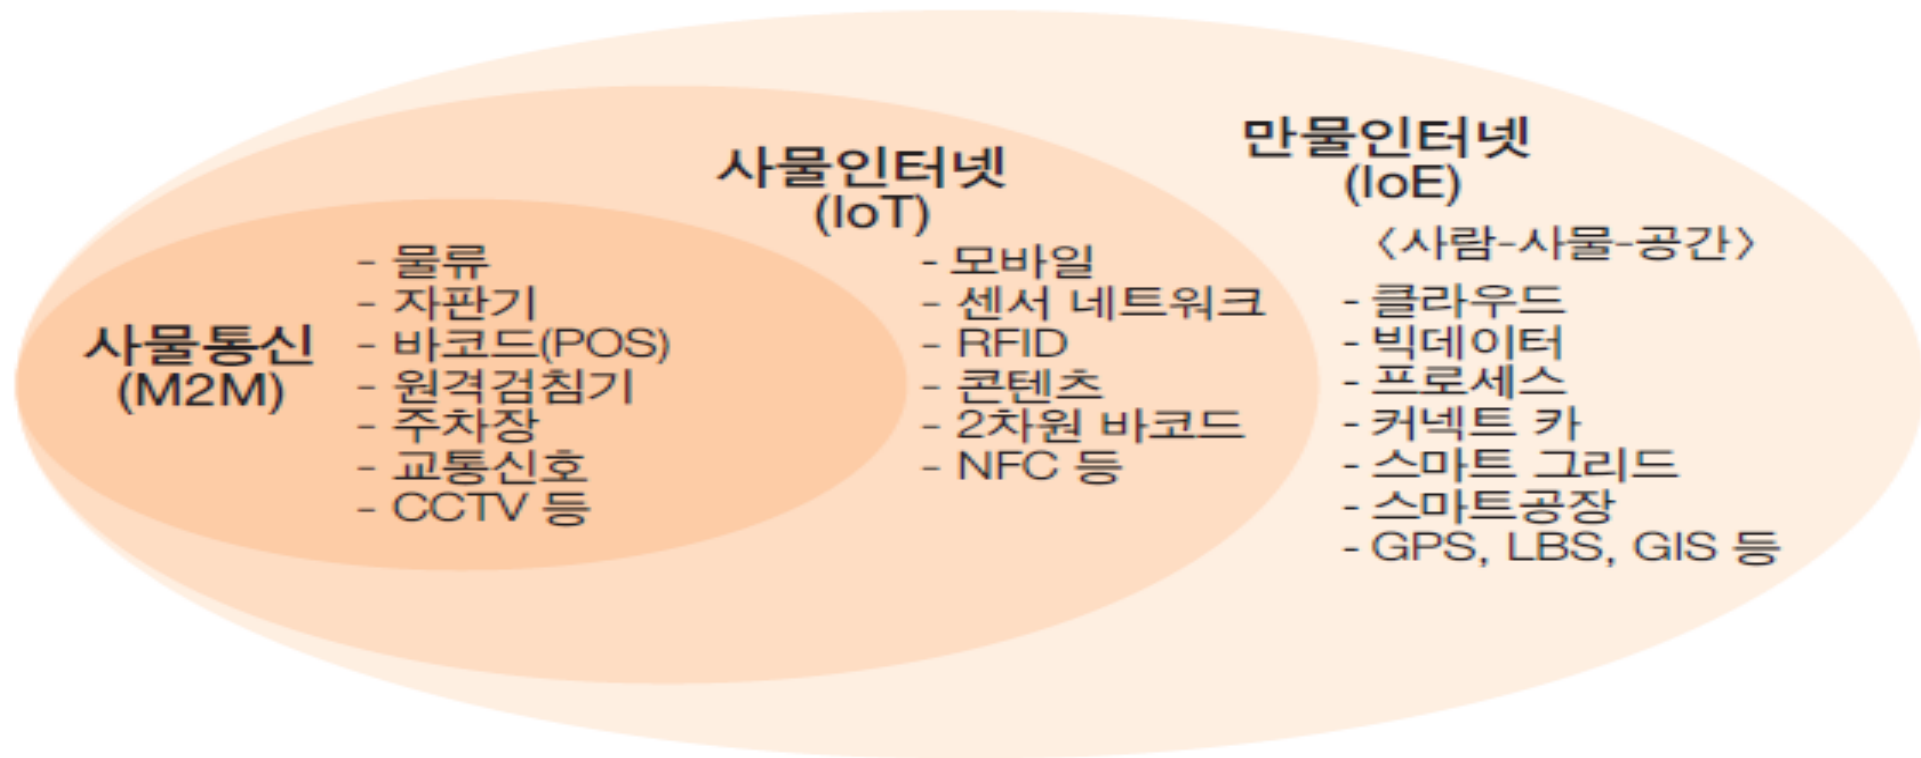 사물통신
(M2M)
- 물류
- 자판기
- 바코드(POS)
- 원격검침기
- 주차장
- 교통신호
- CCTV 등
사물인터넷
(IoT)
- 모바일
- 센서 네트워크
- RFID
- 콘텐츠
- 2차원 바코드
- NFC 등
만물인터넷
(IoE)
〈사람-사물-공간〉
- 클라우드
- 빅데이터
- 프로세스
- 커넥트 카
- 스마트 그리드
- 스마트공장
- GPS, LBS, GIS 등